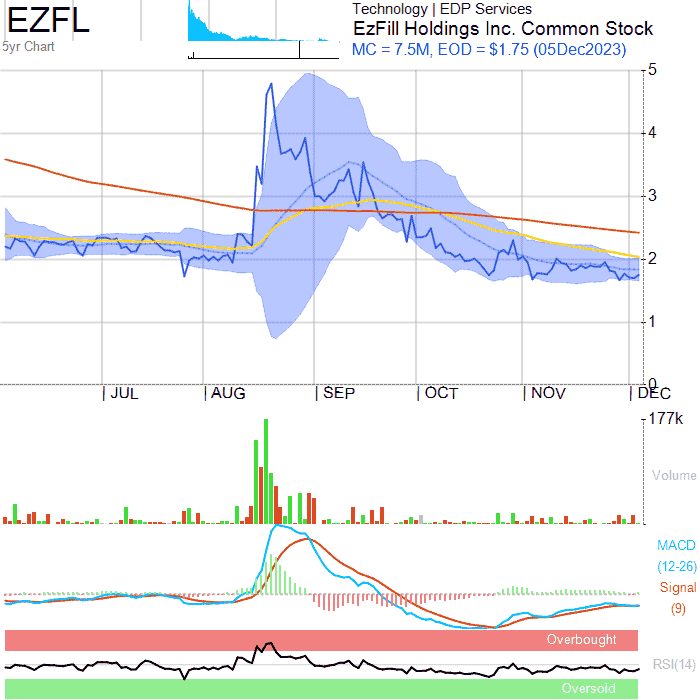 EZFL
5yr Chart
Technology | EDP Services
EzFill Holdings Inc. Common Stock
MC = 7.5M, EOD = $1.75 (05Dec2023)
5
4
3
2
1
0
JUL AUG SEP OCT NOV DEC
177k
Volume
MACD
(12-26)
Signal
(9)
Overbought
RSI(14)
Oversold